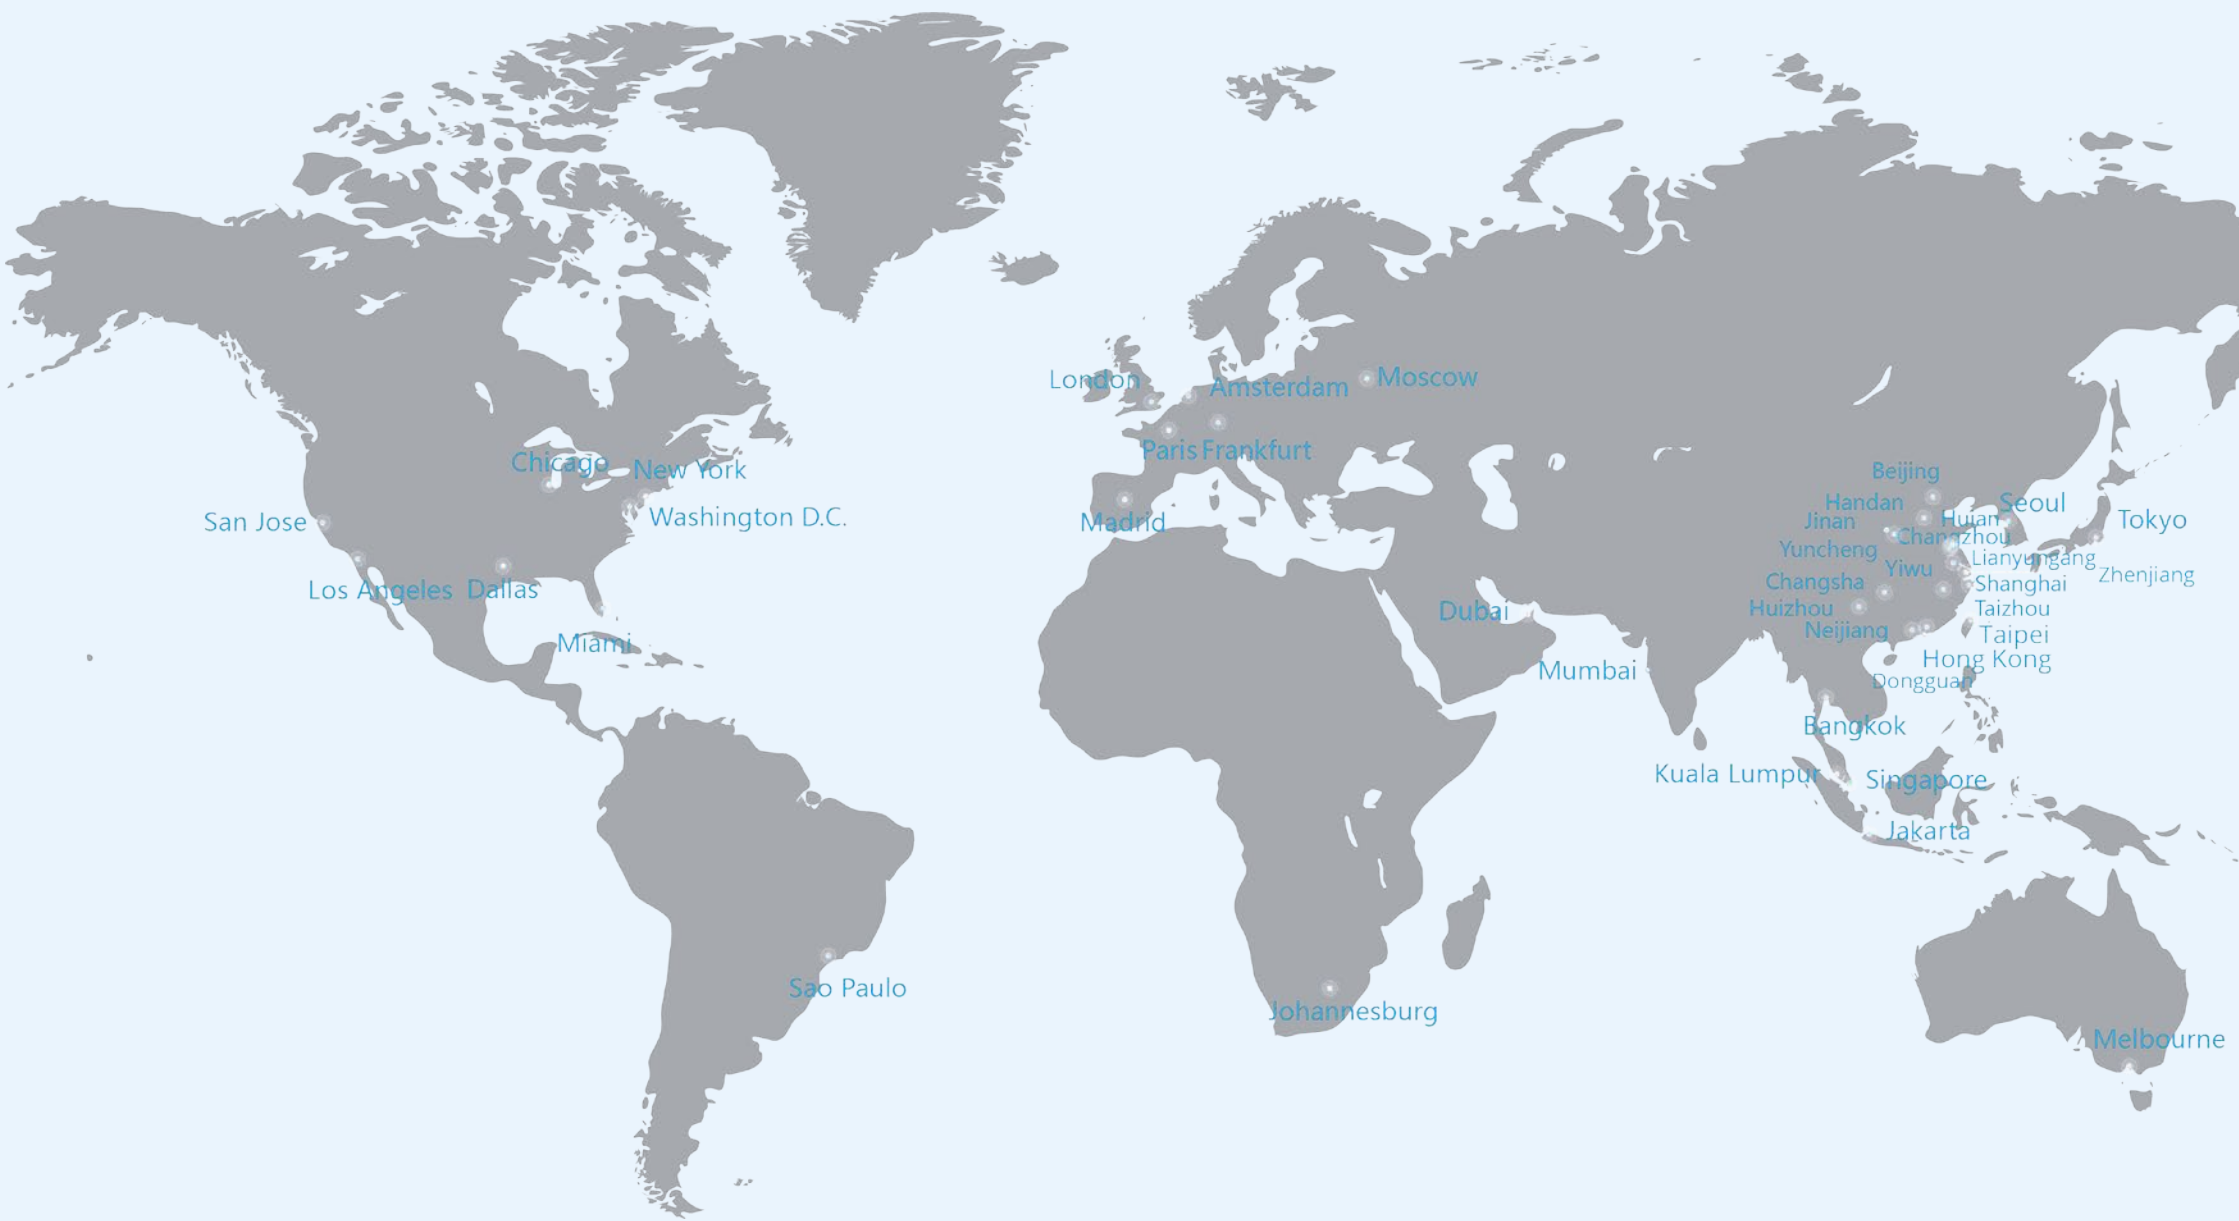 London
Amsterdam
Moscow
Paris
Frankfurt
Madrid
Chicago
New York
Washington D.C.
San Jose
Los Angeles
Dallas
Miami
Sao Paulo
Johannesburg
Dubai
Mumbai
Beijing
Handan
Seoul
Jinan
Huian
Tokyo
Changzhou
Yuncheng
Lianyungang
Yiwu
Zhenjiang
Changsha
Shanghai
Huizhou
Taizhou
Neijiang
Taipei
Hong Kong
Dongguan
Bangkok
Kuala Lumpur
Singapore
Jakarta
Melbourne